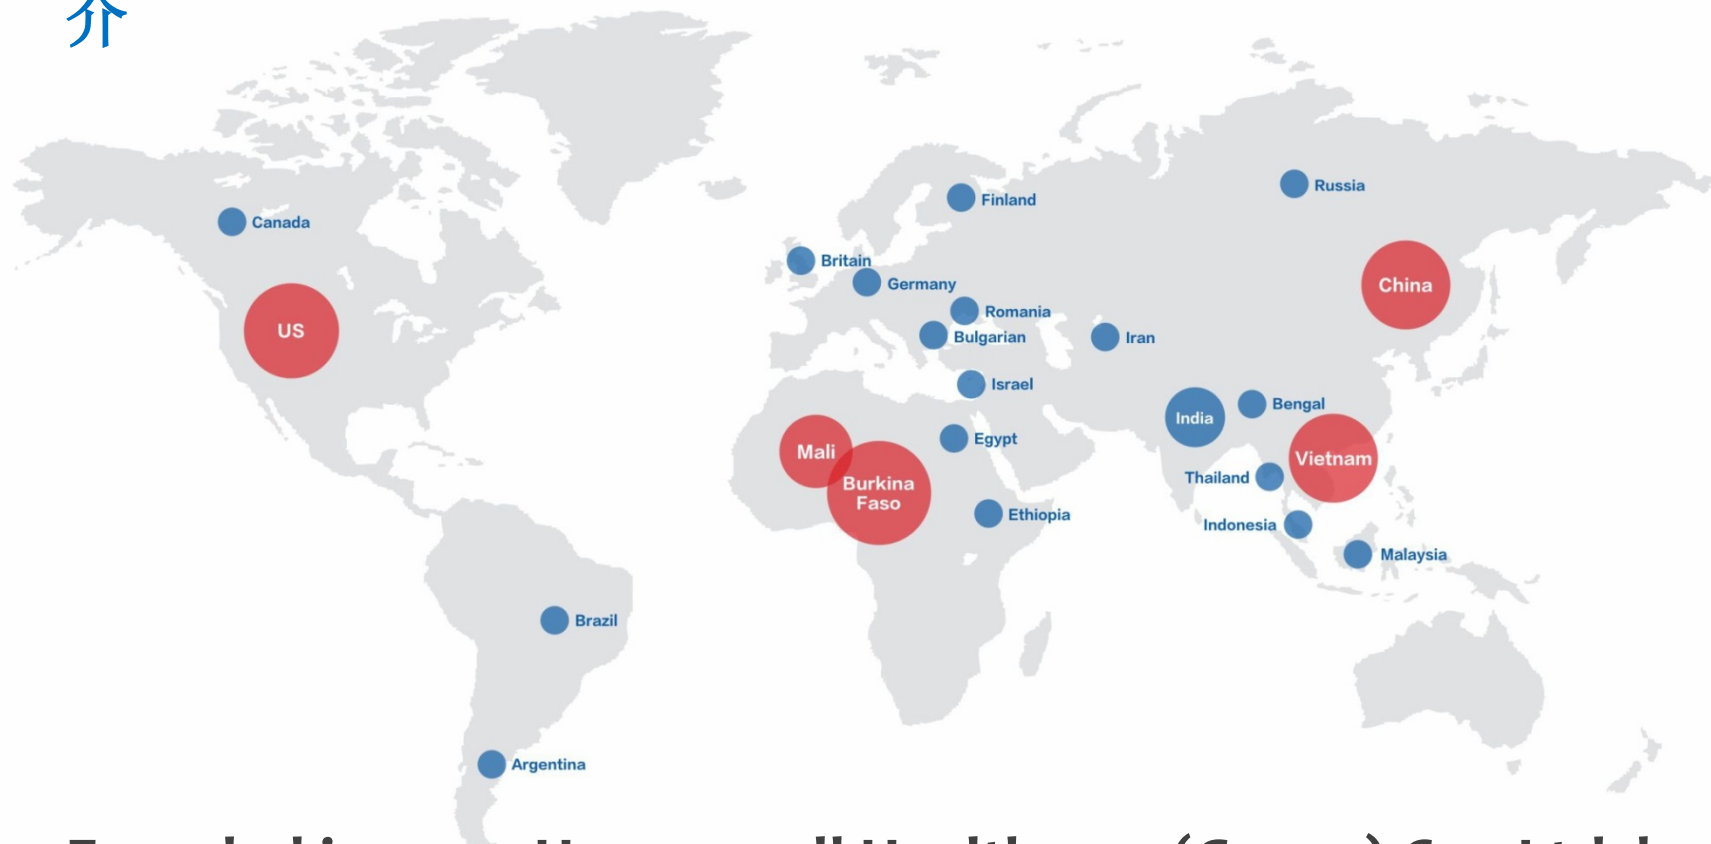 介
Finland
Russia
Canada
Britain
China
Germany
Romania
US
Bulgarian
Iran
Israel
India
Bengal
Egypt
Mali
Vietnam
Thailand
Burkina
Faso
Ethiopia
Indonesia
Malaysia
Brazil
Argentina